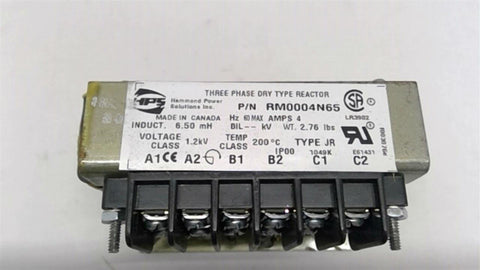 HPS
Hammond Power
Solutions Inc.
THREE PHASE DRY TYPE REACTOR
P/N RM0004N65
MADE IN CANADA Hz 60 MAX AMPS 4
INDUCT. 6.50 mH BIL-- kV WT. 2.76 lbs
VOLTAGE CLASS 1.2kV TEMP CLASS 200°C TYPE JR
IP00 1049K
A1 CE A2 B1 B2 C1 C2
LR3902
E61431